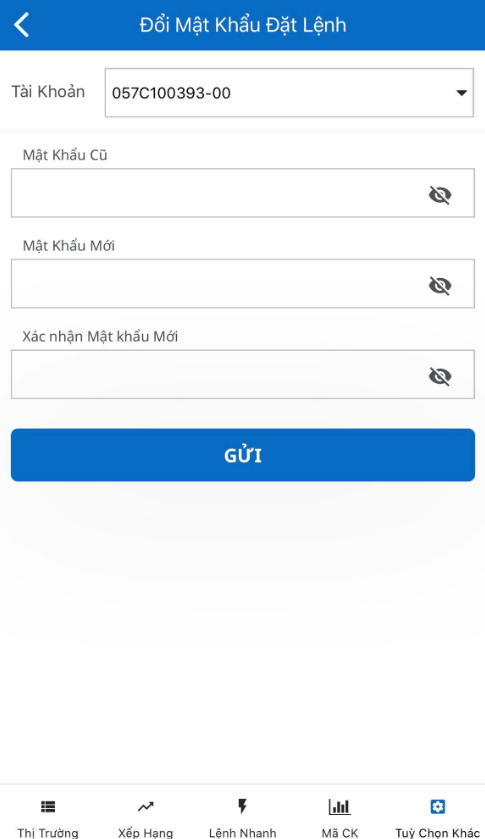 Đổi Mật Khẩu Đặt Lệnh
Tài Khoản 057C100393-00
Mật Khẩu Cũ
Mật Khẩu Mới
Xác nhận Mật khẩu Mới
GỬI
Thị Trường Xếp Hạng Lệnh Nhanh Mã CK Tuỳ Chọn Khác